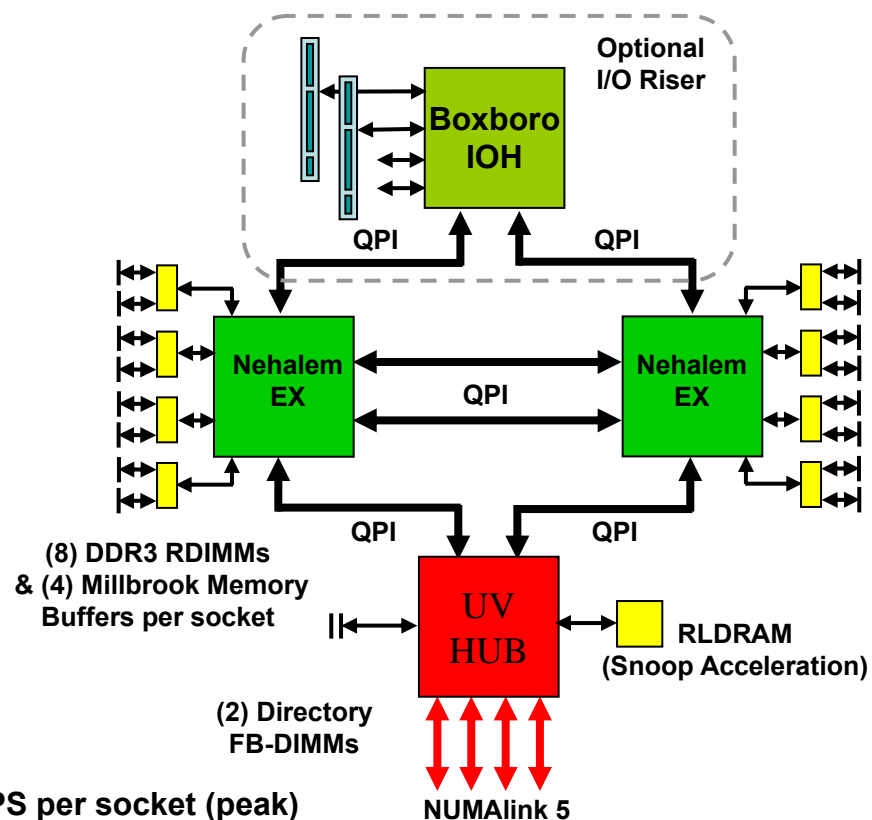 Optional
I/O Riser
Boxboro
IOH
QPI
QPI
Nehalem
EX
QPI
Nehalem
EX
QPI
QPI
(8) DDR3 RDIMMs
& (4) Millbrook Memory
Buffers per socket
UV
HUB
RLDRAM
(Snoop Acceleration)
(2) Directory
FB-DIMMs
PS per socket (peak)
NUMAlink 5